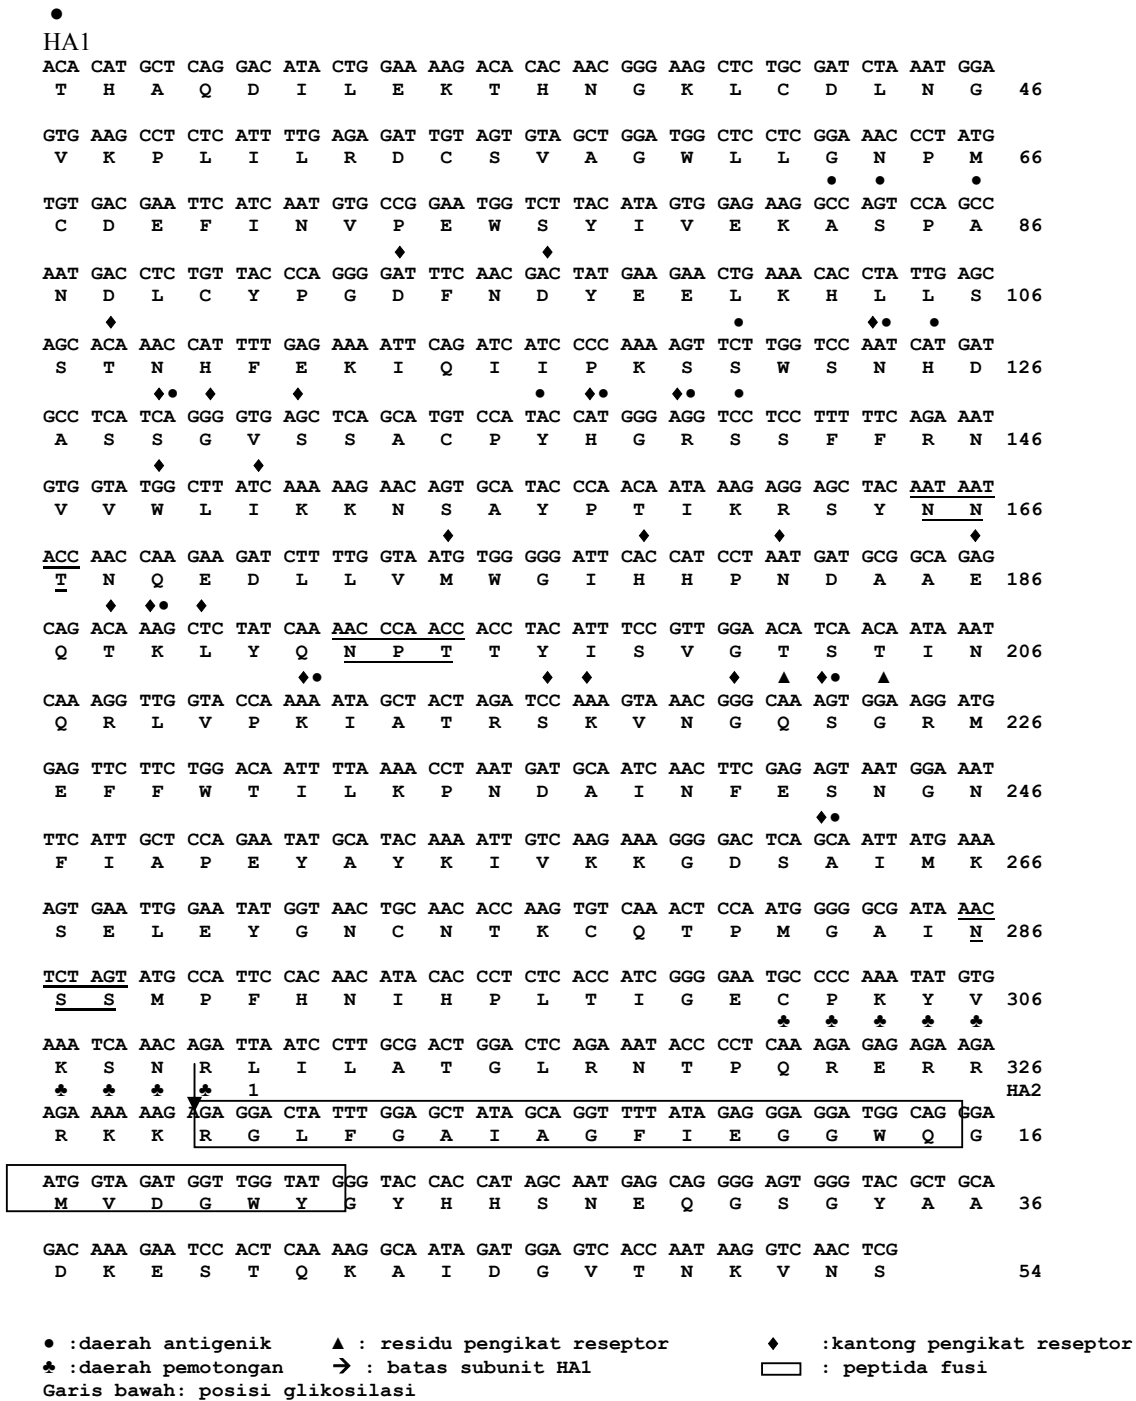 ●
HA1
ACA CAT GCT CAG GAC ATA CTG GAA AAG ACA CAC AAC GGG AAG CTC TGC GAT CTA AAT GGA
T H A Q D I L E K T H N G K L C D L N G 46
GTG AAG CCT CTC ATT TTG AGA GAT TGT AGT GTA GCT GGA TGG CTC CTC GGA AAC CCT ATG
V K P L I L R D C S V A G W L L G N P M 66
● ● ●
TGT GAC GAA TTC ATC AAT GTG CCG GAA TGG TCT TAC ATA GTG GAG AAG GCC AGT CCA GCC
C D E F I N V P E W S Y I V E K A S P A 86
♦ ♦
AAT GAC CTC TGT TAC CCA GGG GAT TTC AAC GAC TAT GAA GAA CTG AAA CAC CTA TTG AGC
N D L C Y P G D F N D Y E E L K H L L S 106
♦ ● ♦● ●
AGC ACA AAC CAT TTT GAG AAA ATT CAG ATC ATC CCC AAA AGT TCT TGG TCC AAT CAT GAT
S T N H F E K I Q I I P K S S W S N H D 126
♦● ♦ ♦ ● ♦● ♦● ●
GCC TCA TCA GGG GTG AGC TCA GCA TGT CCA TAC CAT GGG AGG TCC TCC TTT TTC AGA AAT
A S S G V S S A C P Y H G R S S F F R N 146
♦ ♦
GTG GTA TGG CTT ATC AAA AAG AAC AGT GCA TAC CCA ACA ATA AAG AGG AGC TAC AAT AAT
V V W L I K K N S A Y P T I K R S Y N N 166
♦ ♦ ♦ ♦
ACC AAC CAA GAA GAT CTT TTG GTA ATG TGG GGG ATT CAC CAT CCT AAT GAT GCG GCA GAG
T N Q E D L L V M W G I H H P N D A A E 186
♦ ♦● ♦
CAG ACA AAG CTC TAT CAA AAC CCA ACC ACC TAC ATT TCC GTT GGA ACA TCA ACA ATA AAT
Q T K L Y Q N P T T Y I S V G T S T I N 206
♦● ♦ ♦ ♦ ▲ ♦● ▲
CAA AGG TTG GTA CCA AAA ATA GCT ACT AGA TCC AAA GTA AAC GGG CAA AGT GGA AGG ATG
Q R L V P K I A T R S K V N G Q S G R M 226
GAG TTC TTC TGG ACA ATT TTA AAA CCT AAT GAT GCA ATC AAC TTC GAG AGT AAT GGA AAT
E F F W T I L K P N D A I N F E S N G N 246
♦●
TTC ATT GCT CCA GAA TAT GCA TAC AAA ATT GTC AAG AAA GGG GAC TCA GCA ATT ATG AAA
F I A P E Y A Y K I V K K G D S A I M K 266
AGT GAA TTG GAA TAT GGT AAC TGC AAC ACC AAG TGT CAA ACT CCA ATG GGG GCG ATA AAC
S E L E Y G N C N T K C Q T P M G A I N 286
TCT AGT ATG CCA TTC CAC AAC ATA CAC CCT CTC ACC ATC GGG GAA TGC CCC AAA TAT GTG
S S M P F H N I H P L T I G E C P K Y V 306
♣ ♣ ♣ ♣ ♣
AAA TCA AAC AGA TTA ATC CTT GCG ACT GGA CTC AGA AAT ACC CCT CAA AGA GAG AGA AGA
K S N R L I L A T G L R N T P Q R E R R 326
♣ ♣ ♣ ♣ 1 HA2
AGA AAA AAG AGA GGA CTA TTT GGA GCT ATA GCA GGT TTT ATA GAG GGA GGA TGG CAG GGA
R K K R G L F G A I A G F I E G G W Q G 16
ATG GTA GAT GGT TGG TAT GGG TAC CAC CAT AGC AAT GAG CAG GGG AGT GGG TAC GCT GCA
M V D G W Y G Y H H S N E Q G S G Y A A 36
GAC AAA GAA TCC ACT CAA AAG GCA ATA GAT GGA GTC ACC AAT AAG GTC AAC TCG
D K E S T Q K A I D G V T N K V N S 54
● :daerah antigenik ▲ : residu pengikat reseptor ♦ :kantong pengikat reseptor
♣ :daerah pemotongan → : batas subunit HA1 : peptida fusi
Garis bawah: posisi glikosilasi